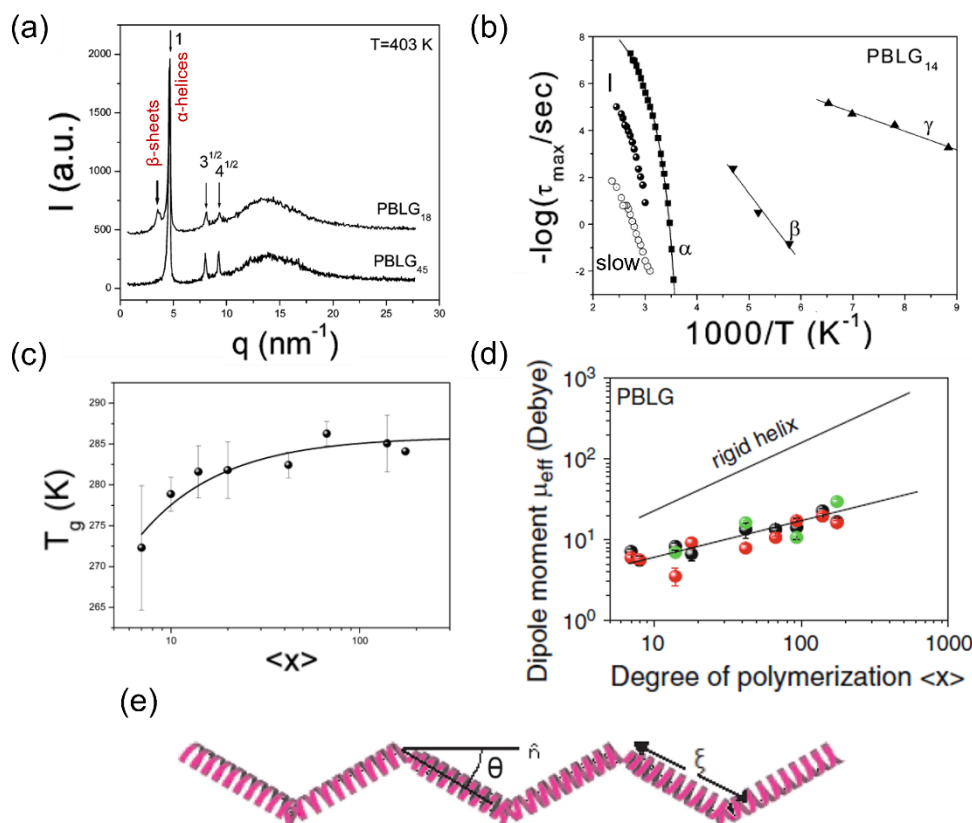 (a)
I (a.u.)
2000
1500
1000
500
0
β-sheets
1
α-helices
T=403 K
3^1/2
4^1/2
PBLG18
PBLG45
0 5 10 15 20 25 30
q (nm^-1)
(b)
-log(τmax/sec)
8
6
4
2
0
-2
PBLG14
I
slow
α
β
γ
2 3 4 5 6 7 8 9
1000/T (K^-1)
(c)
Tg (K)
290
285
280
275
270
265
10 100
<x>
(d)
Dipole moment μeff (Debye)
10^3
10^2
10^1
10^0
PBLG
rigid helix
10 100 1000
Degree of polymerization <x>
(e)
θ
n̂
ξ